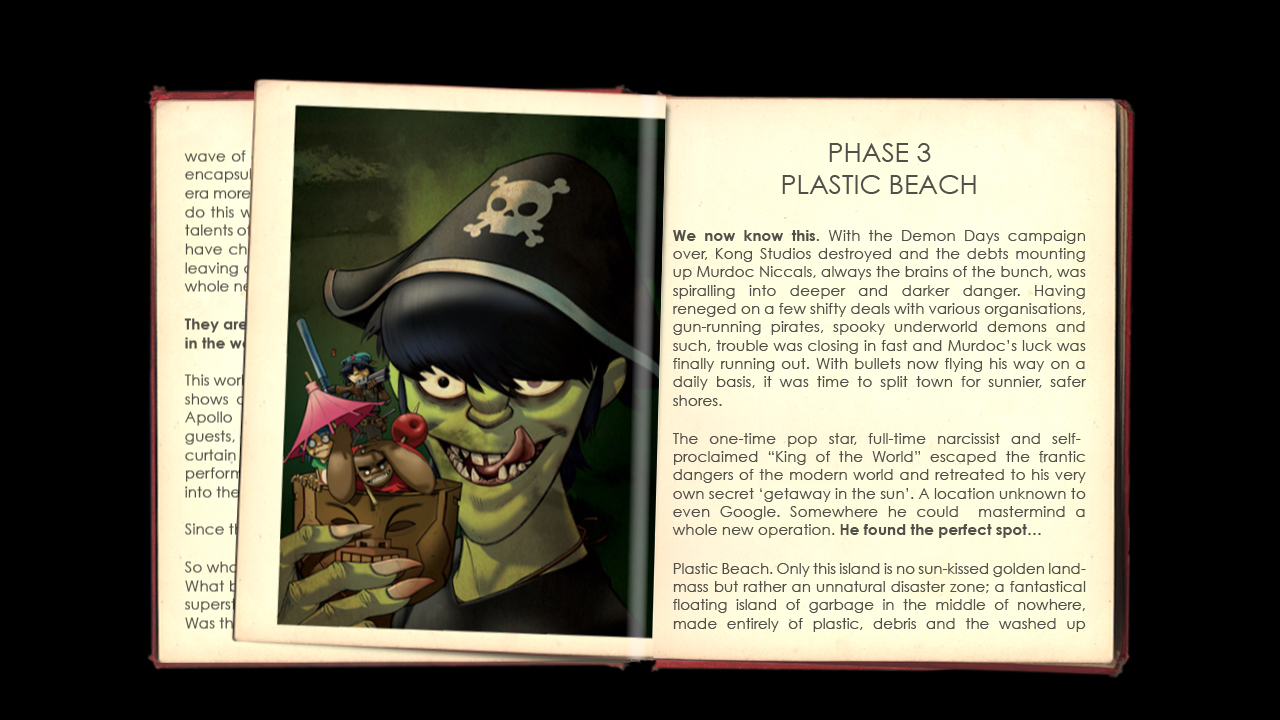 wave of
encapsul
era more
do this w
talents of
have ch
leaving
whole ne
They are
in the wo
This worl
shows
Apollo
guests,
curtain
perform
into the
Since th
So who
What b
superst
Was th
PHASE 3
PLASTIC BEACH
We now know this. With the Demon Days campaign
over, Kong Studios destroyed and the debts mounting
up Murdoc Niccals, always the brains of the bunch, was
spiralling into deeper and darker danger. Having
reneged on a few shifty deals with various organisations,
gun-running pirates, spooky underworld demons and
such, trouble was closing in fast and Murdoc's luck was
finally running out. With bullets now flying his way on a
daily basis, it was time to split town for sunnier, safer
shores.
The one-time pop star, full-time narcissist and self-
proclaimed “King of the World” escaped the frantic
dangers of the modern world and retreated to his very
own secret ‘getaway in the sun’. A location unknown to
even Google. Somewhere he could mastermind a
whole new operation. He found the perfect spot...
Plastic Beach. Only this island is no sun-kissed golden land-
mass but rather an unnatural disaster zone; a fantastical
floating island of garbage in the middle of nowhere,
made entirely of plastic, debris and the washed up